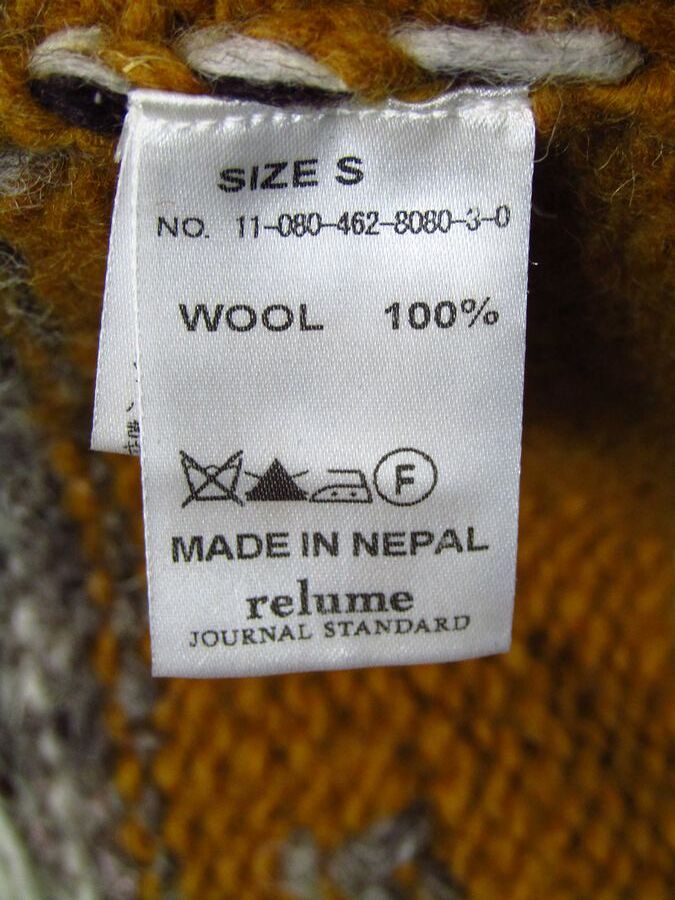 SIZE S
NO. 11-080-462-8080-3-0
WOOL 100%
F
MADE IN NEPAL
relume
JOURNAL STANDARD